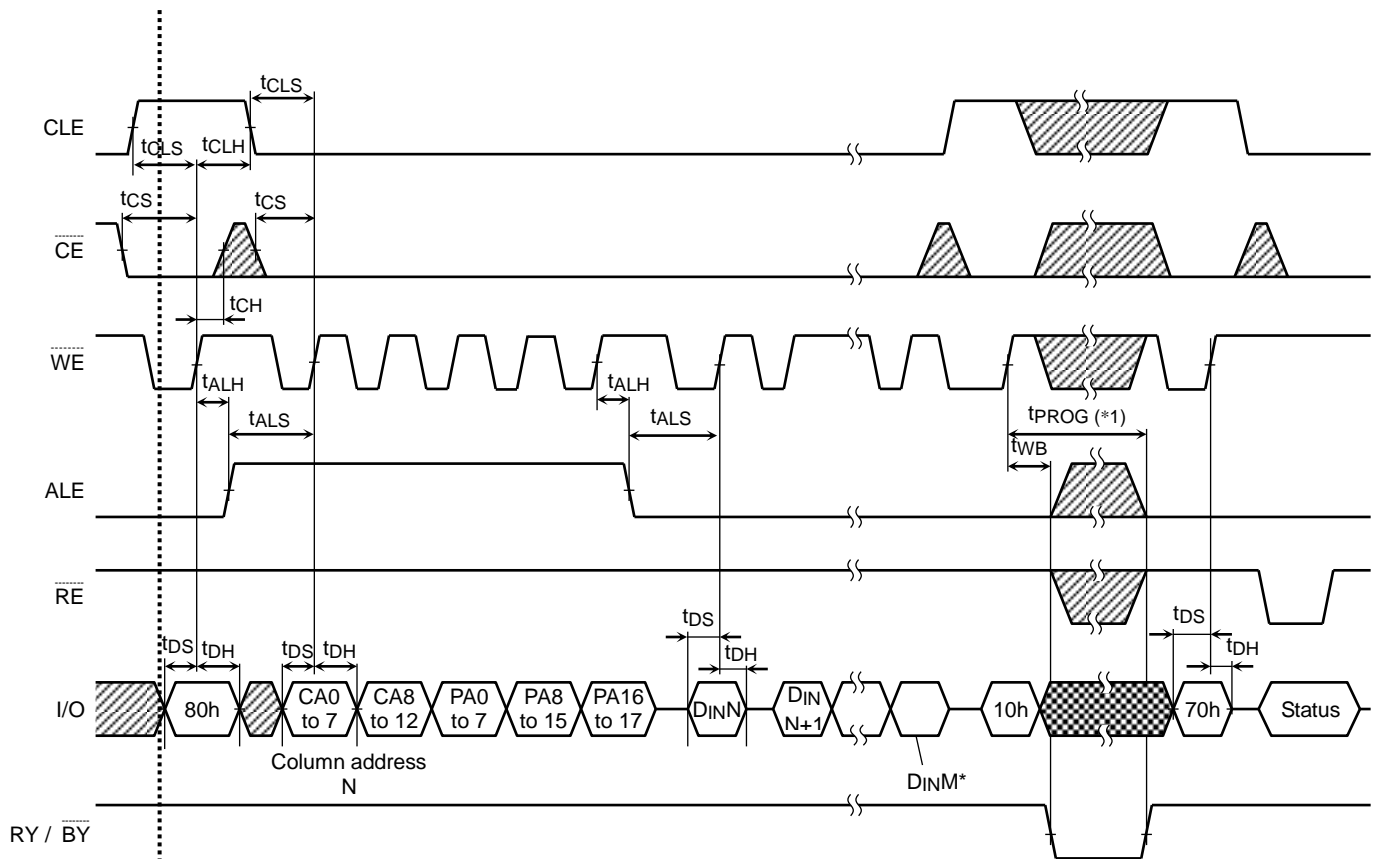 tCLS
CLE
tCLS tCLH
tCS tCS
CE
tCH
WE
tALH tALH
tALS tALS
tPROG (*1)
tWB
ALE
RE
tDS tDH tDS tDH tDS tDH tDS tDH
I/O
80h
CA0 to 7
CA8 to 12
PA0 to 7
PA8 to 15
PA16 to 17
DINN
DIN N+1
10h
70h
Status
Column address
N
DINM*
RY / BY